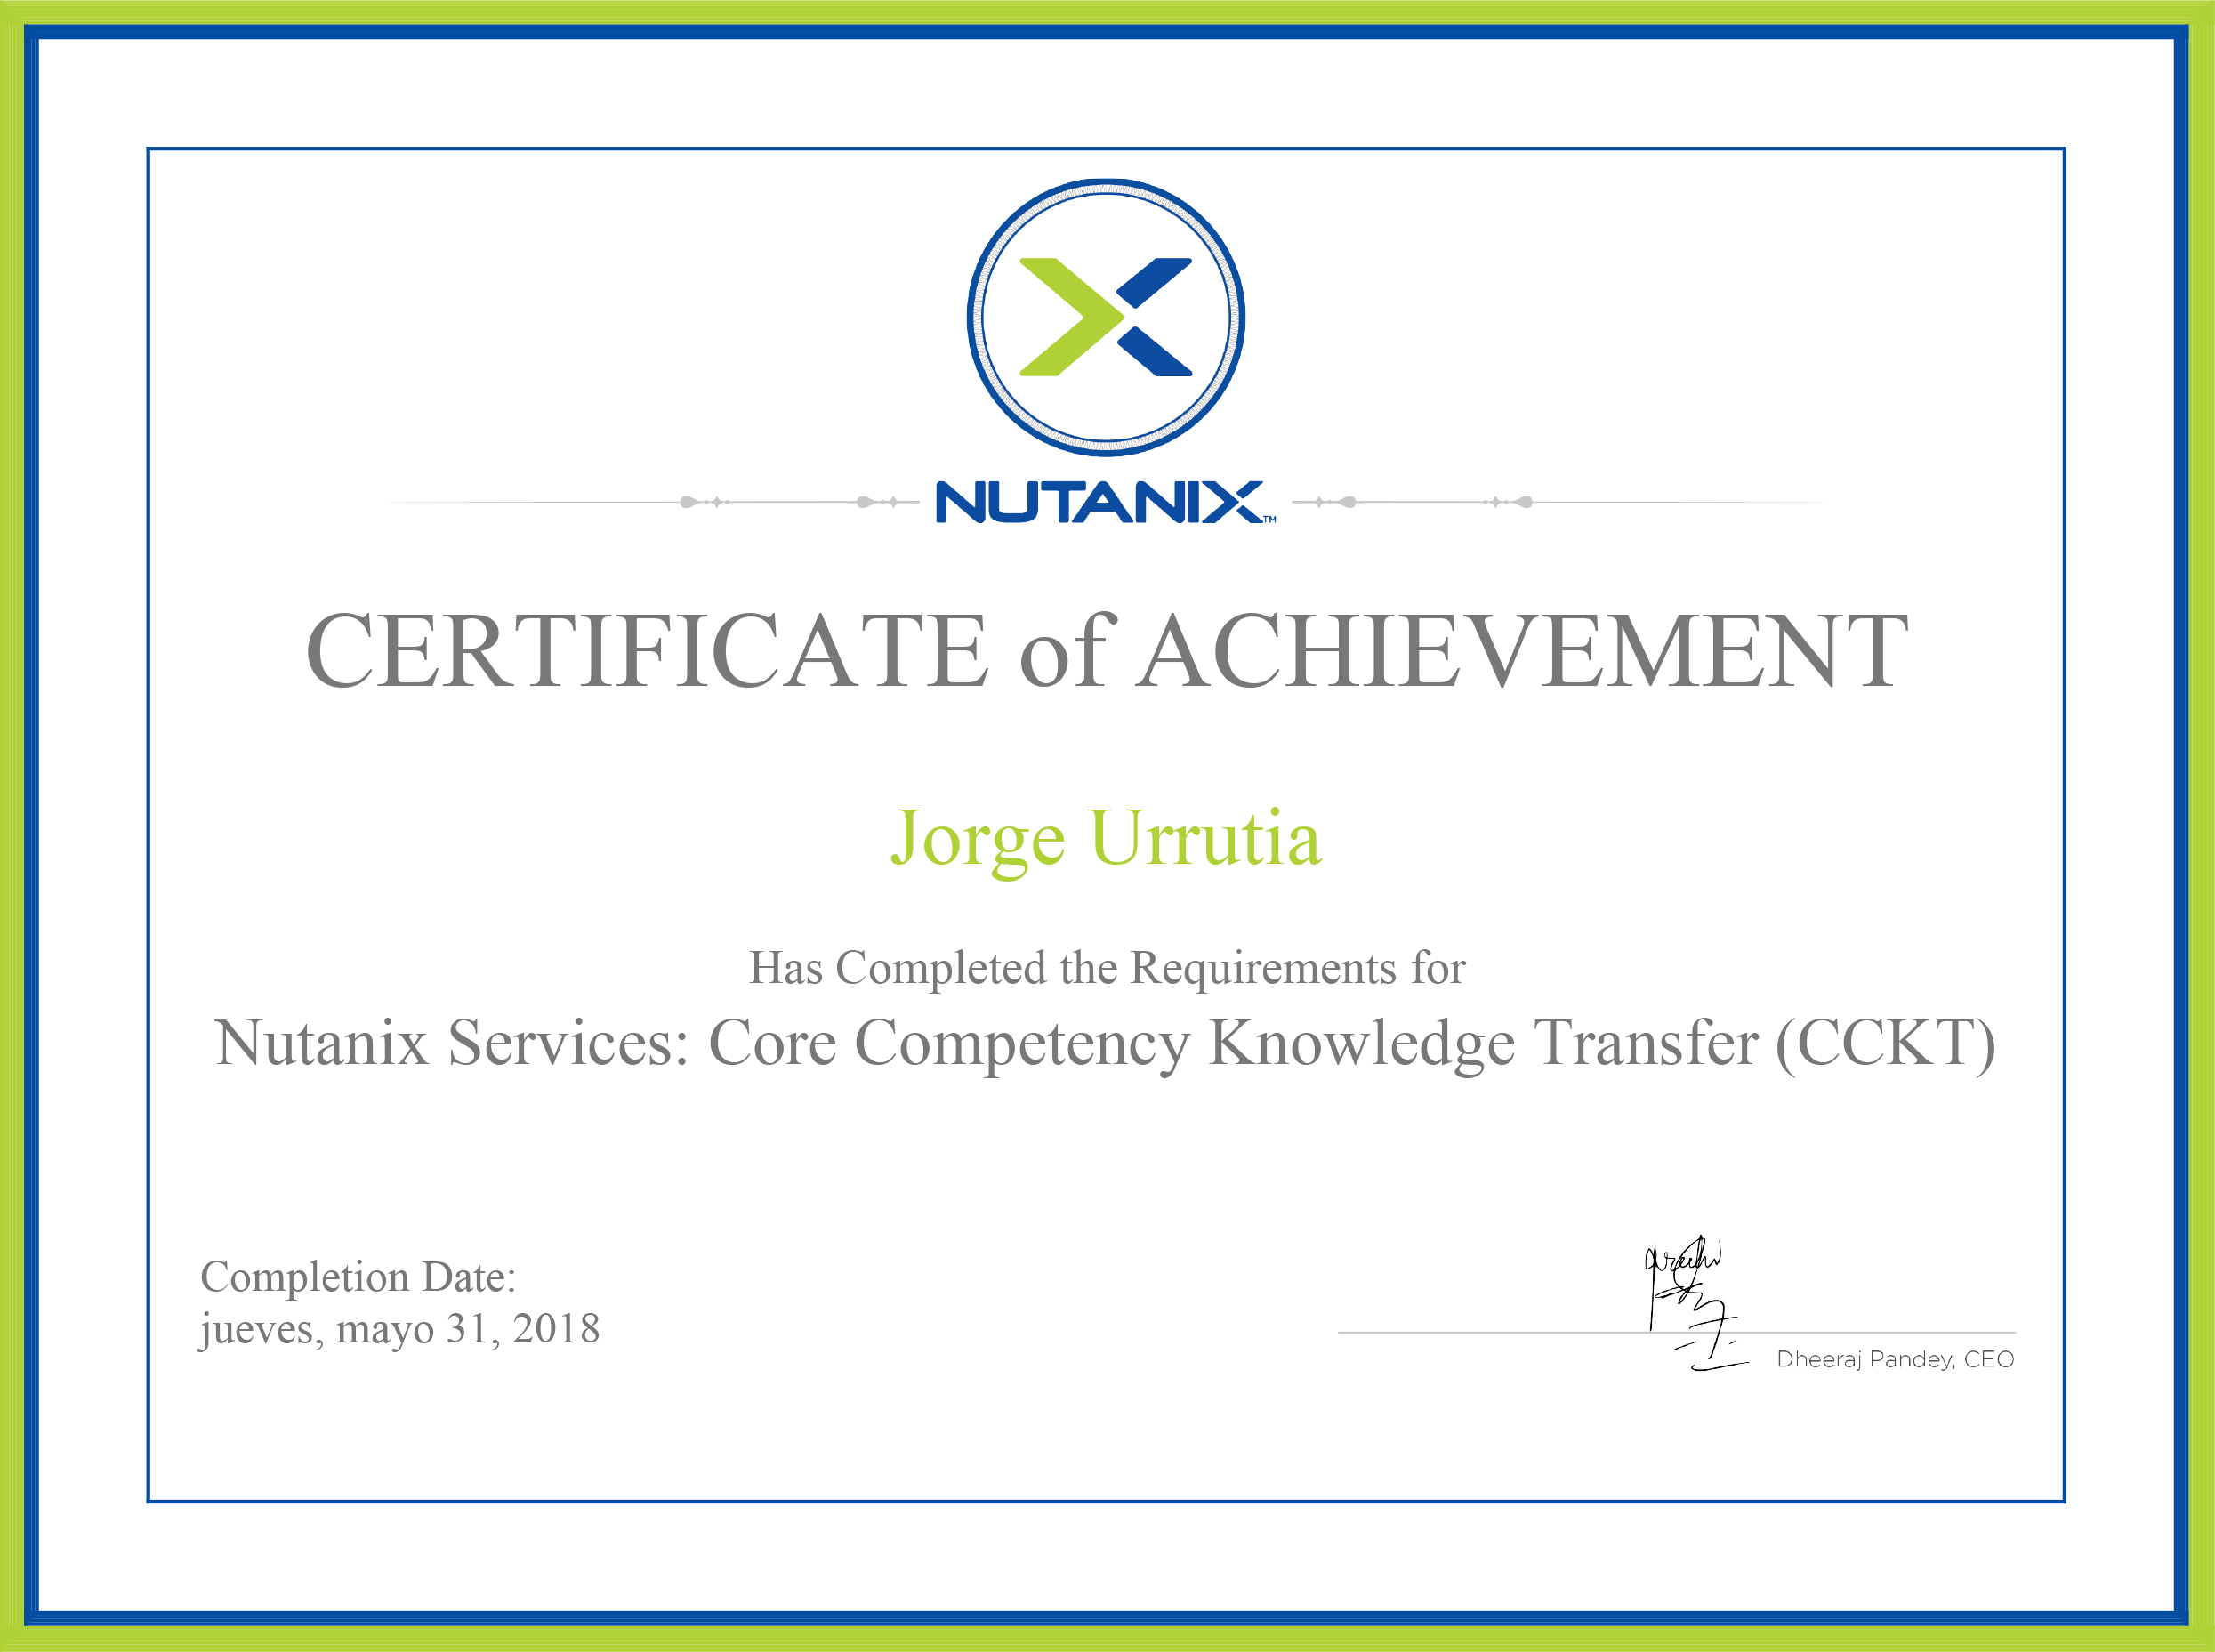 NUTANIX™
CERTIFICATE of ACHIEVEMENT
Jorge Urrutia
Has Completed the Requirements for
Nutanix Services: Core Competency Knowledge Transfer (CCKT)
Completion Date:
jueves, mayo 31, 2018
Dheeraj Pandey, CEO